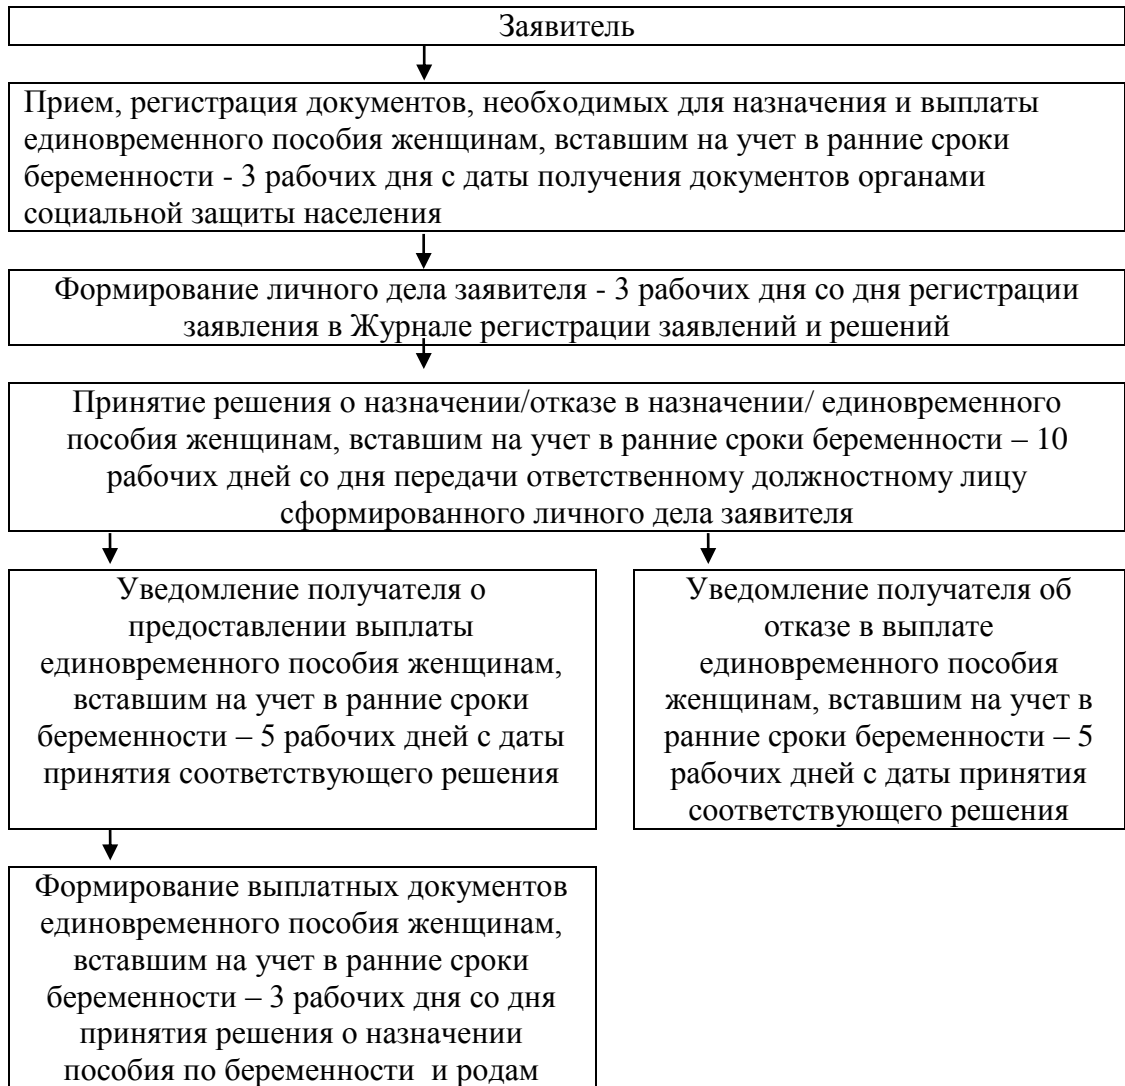 Заявитель
Прием, регистрация документов, необходимых для назначения и выплаты
единовременного пособия женщинам, вставшим на учет в ранние сроки
беременности - 3 рабочих дня с даты получения документов органами
социальной защиты населения
Формирование личного дела заявителя - 3 рабочих дня со дня регистрации
заявления в Журнале регистрации заявлений и решений
Принятие решения о назначении/отказе в назначении/ единовременного
пособия женщинам, вставшим на учет в ранние сроки беременности – 10
рабочих дней со дня передачи ответственному должностному лицу
сформированного личного дела заявителя
Уведомление получателя о
предоставлении выплаты
единовременного пособия женщинам,
вставшим на учет в ранние сроки
беременности – 5 рабочих дней с даты
принятия соответствующего решения
Уведомление получателя об
отказе в выплате
единовременного пособия
женщинам, вставшим на учет в
ранние сроки беременности – 5
рабочих дней с даты принятия
соответствующего решения
Формирование выплатных документов
единовременного пособия женщинам,
вставшим на учет в ранние сроки
беременности – 3 рабочих дня со дня
принятия решения о назначении
пособия по беременности и родам